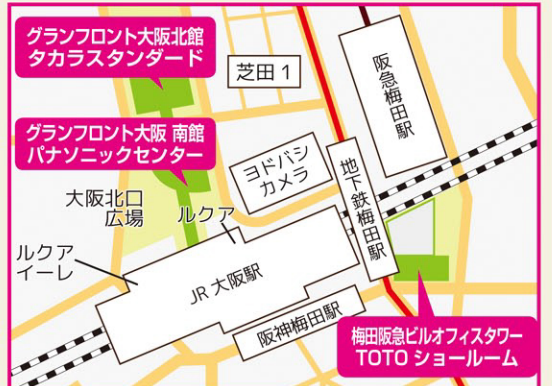 グランフロント大阪北館
タカラスタンダード
芝田1
阪急梅田駅
グランフロント大阪 南館
パナソニックセンター
ヨドバシ
カメラ
地下鉄梅田駅
大阪北口
広場
ルクア
ルクア
イーレ
JR大阪駅
阪神梅田駅
梅田阪急ビルオフィスタワー
TOTO ショールーム